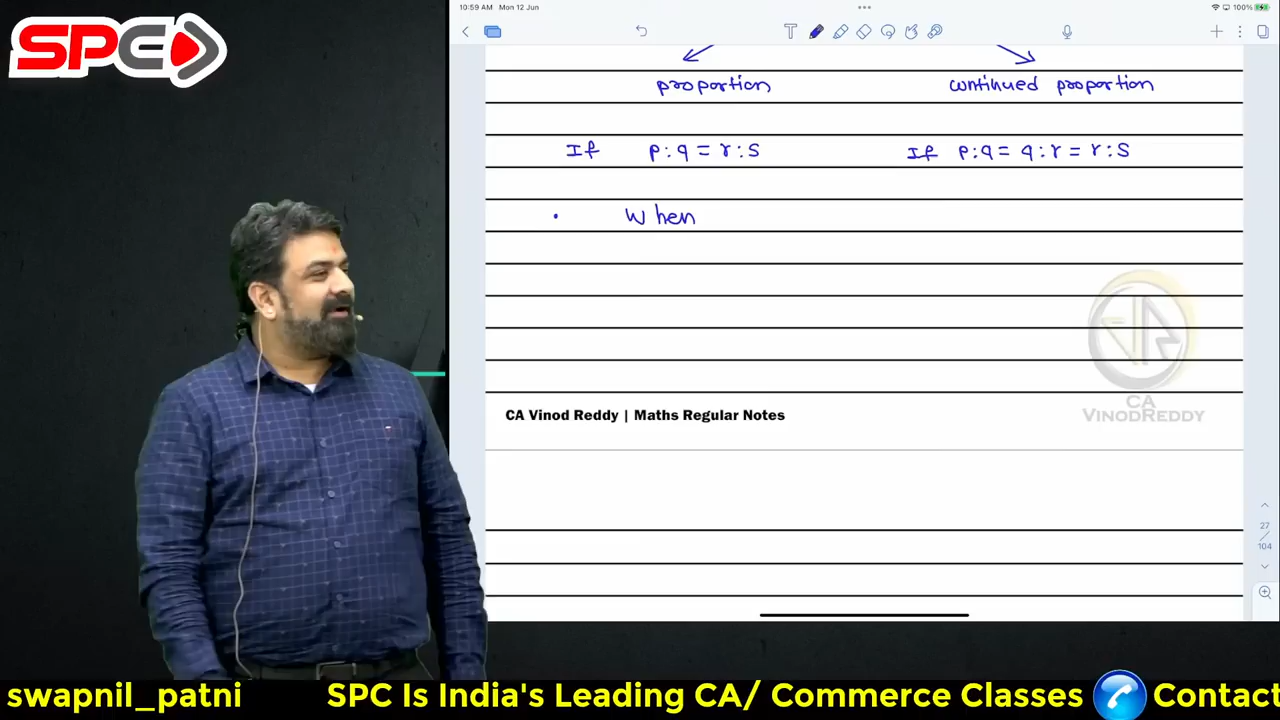 SPC
10:59 AM Mon 12 Jun
100%
proportion continued proportion
If p:q = r:s If p:q = q:r = r:s
. When
CA
VINODREDDY
CA Vinod Reddy | Maths Regular Notes
27
104
swapnil_patni SPC Is India's Leading CA/ Commerce Classes Contact